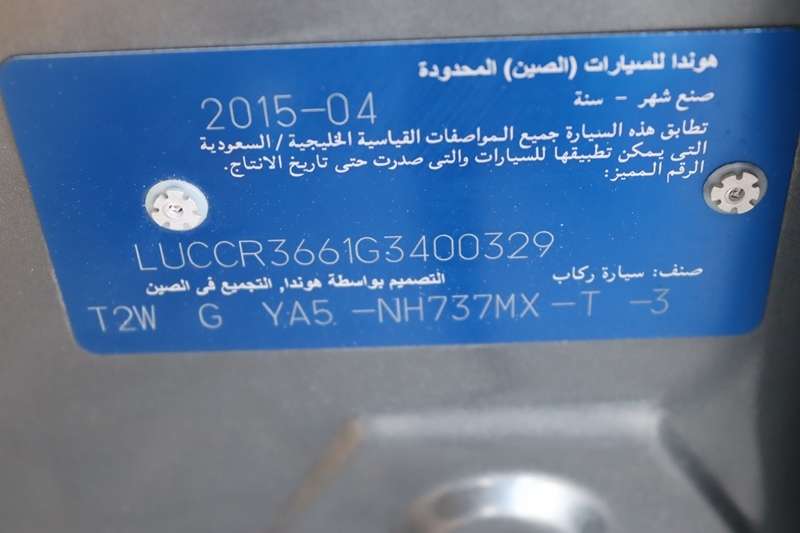 هوندا للسيارات (الصين) المحدودة
صنع شهر - سنة 2015-04
تطابق هذه السيارة جميع المواصفات القياسية الخليجية / السعودية
التى يمكن تطبيقها للسيارات والتى صدرت حتى تاريخ الانتاج.
الرقم المميز:
LUCCR3661G3400329
صنف: سيارة ركاب التصميم بواسطة هوندا, التجميع فى الصين
T2W G YA5 -NH737MX -T -3